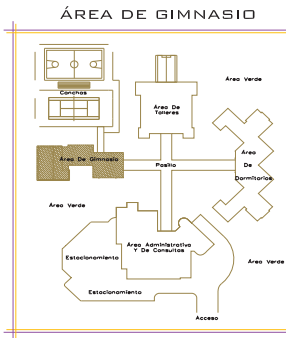 ÁREA DE GIMNASIO
Área Verde
Canchas
Área De
Talleres
Área De Gimnasio
Pasillo
Área
De
Dormitorios
Área Verde
Área Administrativa
Y De Consultas
Estacionamiento
Área Verde
Estacionamiento
Acceso